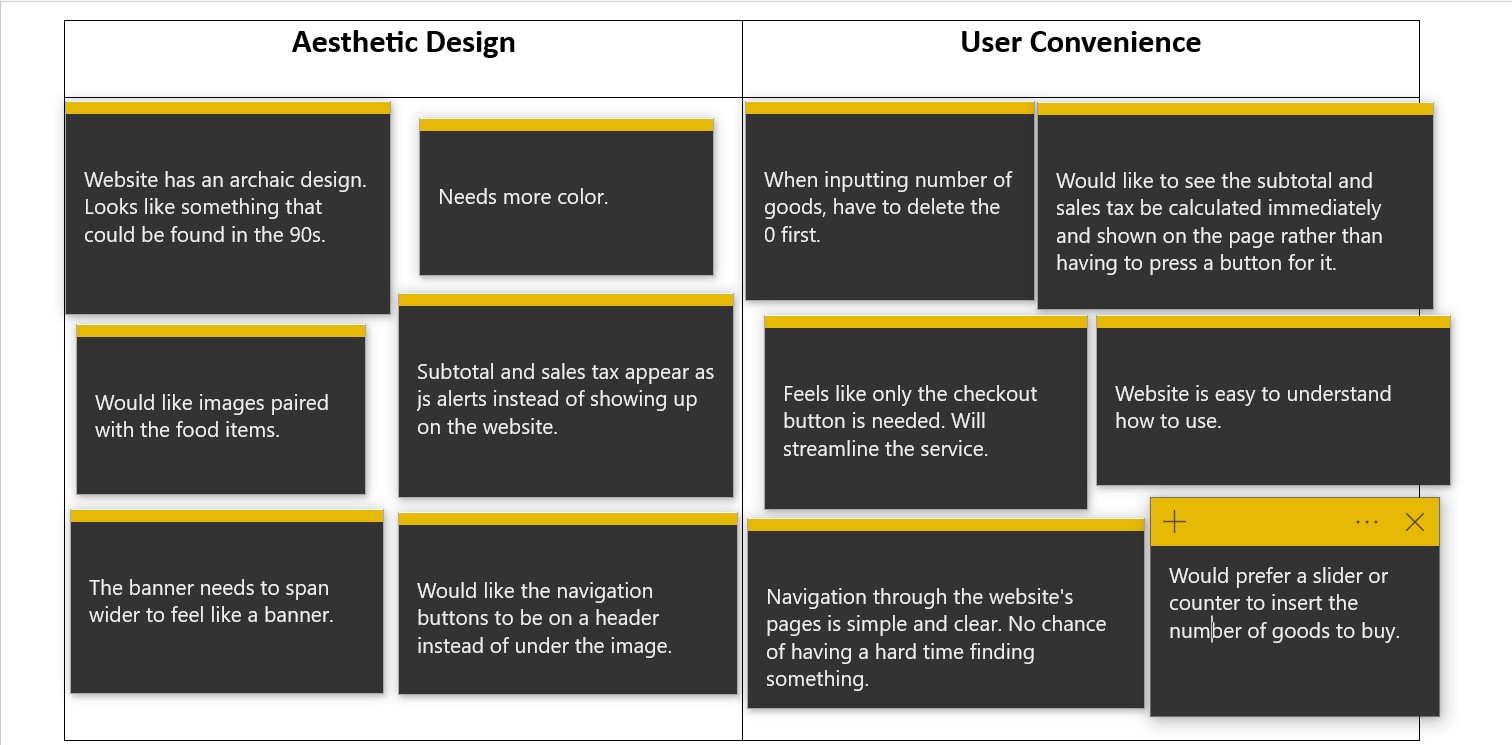 Aesthetic Design
User Convenience
Website has an archaic design.
Looks like something that
could be found in the 90s.
Needs more color.
Would like images paired
with the food items.
Subtotal and sales tax appear as
js alerts instead of showing up
on the website.
The banner needs to span
wider to feel like a banner.
Would like the navigation
buttons to be on a header
instead of under the image.
When inputting number of
goods, have to delete the
0 first.
Would like to see the subtotal and
sales tax be calculated immediately
and shown on the page rather than
having to press a button for it.
Feels like only the checkout
button is needed. Will
streamline the service.
Website is easy to understand
how to use.
Navigation through the website's
pages is simple and clear. No chance
of having a hard time finding
something.
Would prefer a slider or
counter to insert the
number of goods to buy.